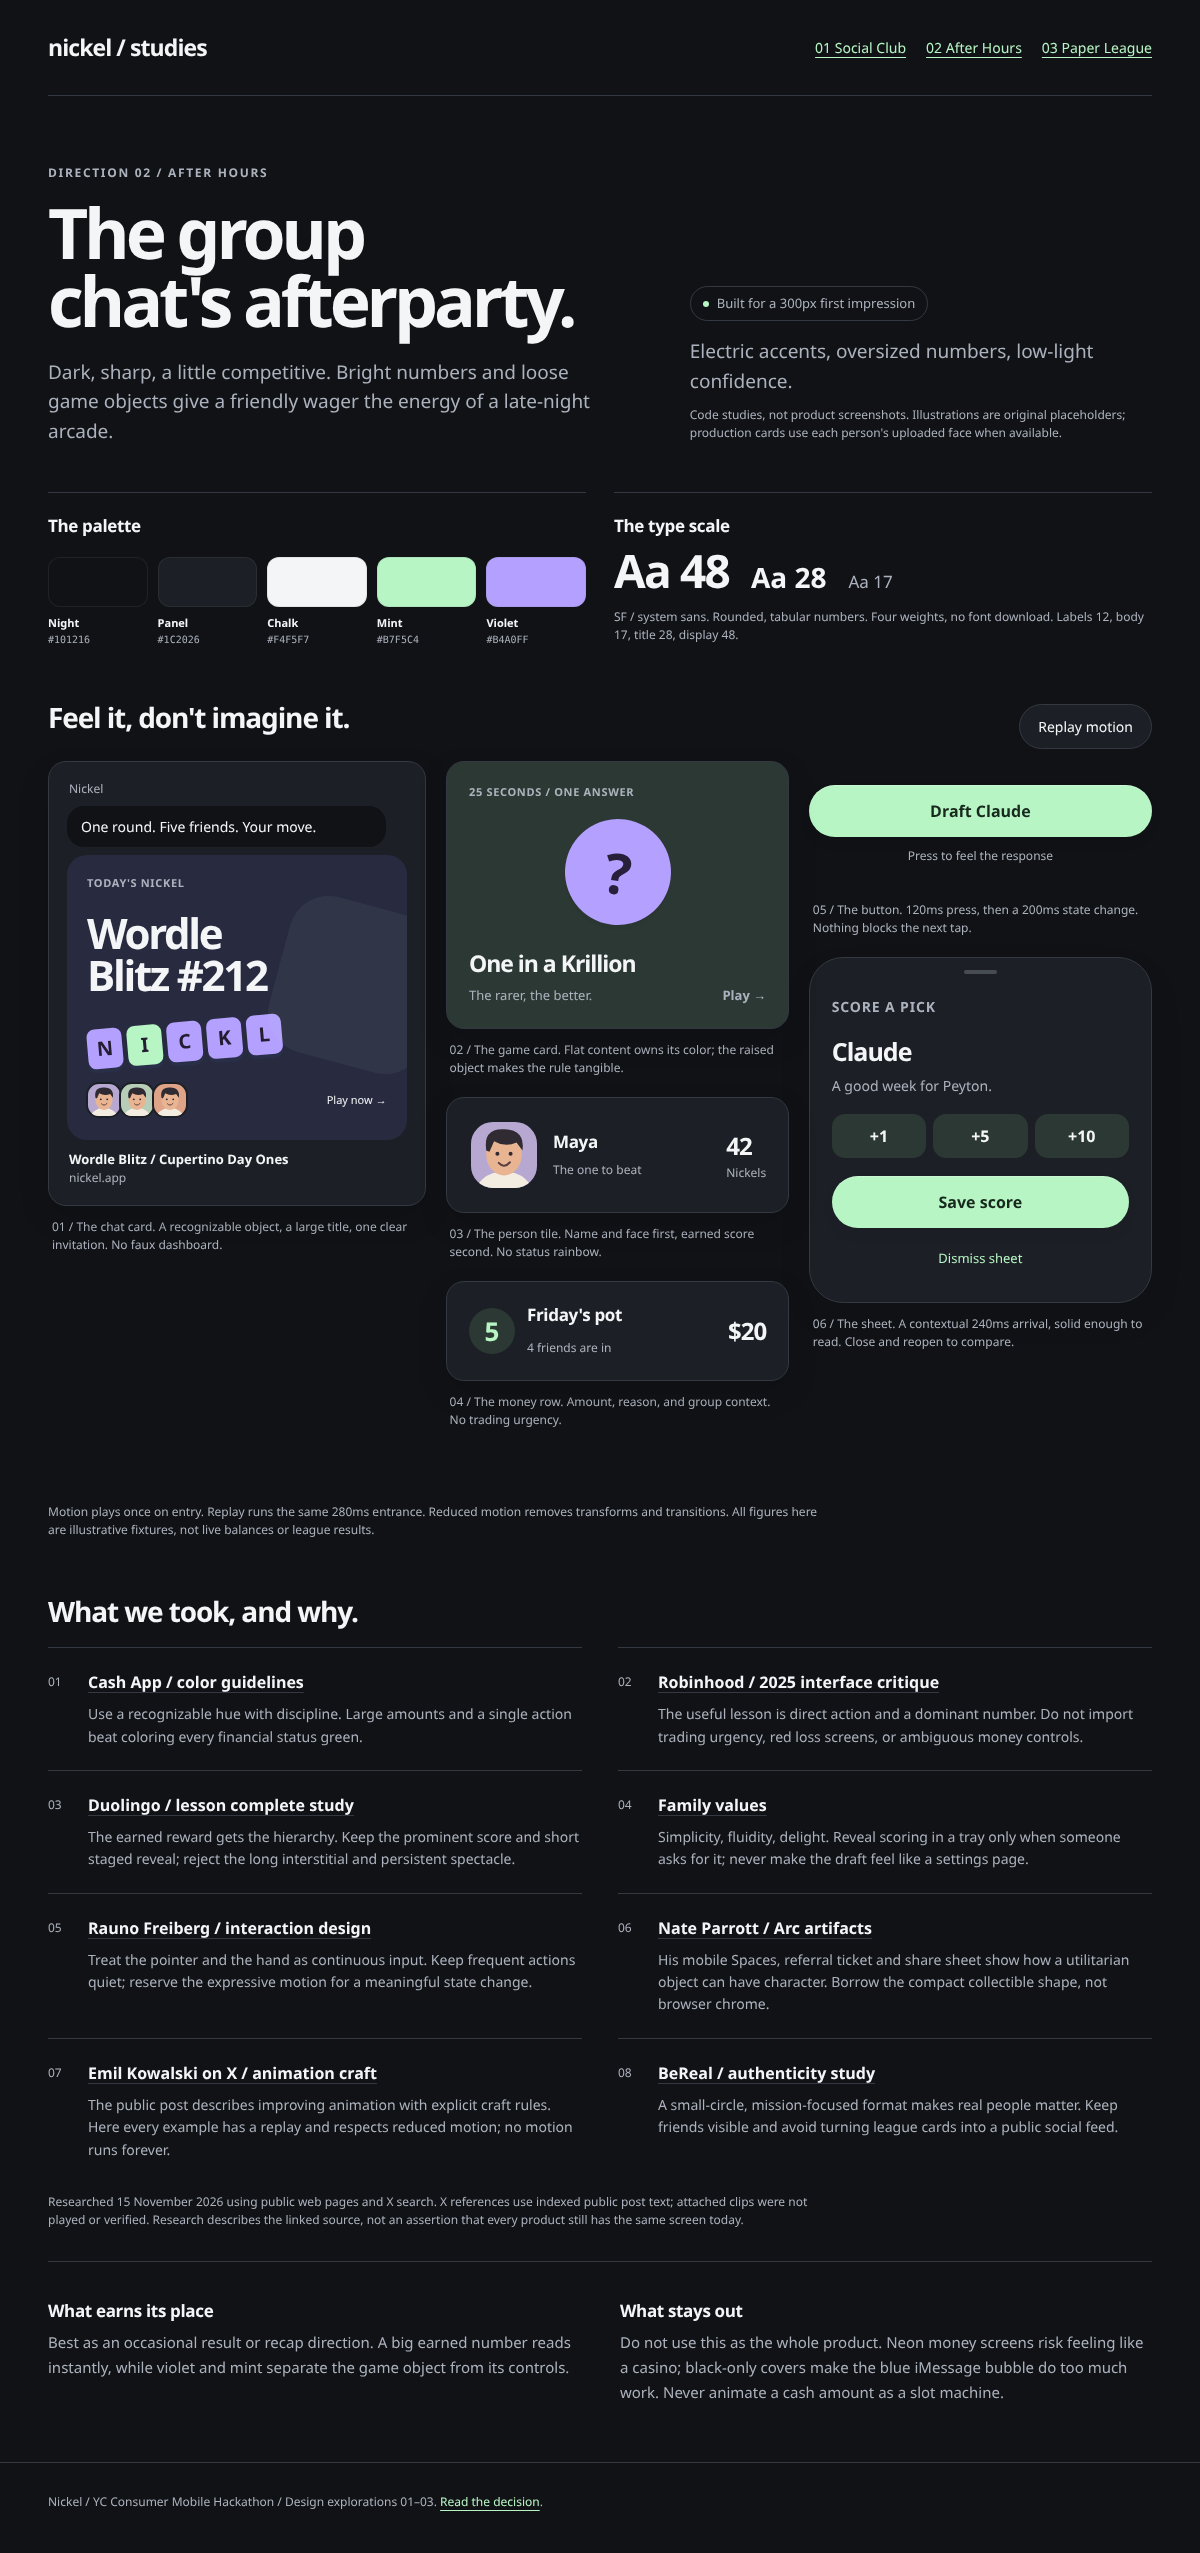 nickel / studies
01 Social Club 02 After Hours 03 Paper League
DIRECTION 02 / AFTER HOURS
The group
chat's afterparty.
Dark, sharp, a little competitive. Bright numbers and loose
game objects give a friendly wager the energy of a late-night
arcade.
Built for a 300px first impression
Electric accents, oversized numbers, low-light
confidence.
Code studies, not product screenshots. Illustrations are original placeholders;
production cards use each person's uploaded face when available.
The palette
Night
#101216
Panel
#1C2026
Chalk
#F4F5F7
Mint
#B7F5C4
Violet
#B4A0FF
The type scale
Aa 48 Aa 28 Aa 17
SF / system sans. Rounded, tabular numbers. Four weights, no font download. Labels 12, body
17, title 28, display 48.
Feel it, don't imagine it.
Replay motion
Nickel
One round. Five friends. Your move.
TODAY'S NICKEL
Wordle
Blitz #212
N I C K L
Play now →
Wordle Blitz / Cupertino Day Ones
nickel.app
01 / The chat card. A recognizable object, a large title, one clear
invitation. No faux dashboard.
25 SECONDS / ONE ANSWER
?
One in a Krillion
The rarer, the better.
Play →
02 / The game card. Flat content owns its color; the raised
object makes the rule tangible.
Maya
The one to beat
42
Nickels
03 / The person tile. Name and face first, earned score
second. No status rainbow.
5
Friday's pot
4 friends are in
$20
04 / The money row. Amount, reason, and group context.
No trading urgency.
Draft Claude
Press to feel the response
05 / The button. 120ms press, then a 200ms state change.
Nothing blocks the next tap.
SCORE A PICK
Claude
A good week for Peyton.
+1 +5 +10
Save score
Dismiss sheet
06 / The sheet. A contextual 240ms arrival, solid enough to
read. Close and reopen to compare.
Motion plays once on entry. Replay runs the same 280ms entrance. Reduced motion removes transforms and transitions. All figures here
are illustrative fixtures, not live balances or league results.
What we took, and why.
01
Cash App / color guidelines
Use a recognizable hue with discipline. Large amounts and a single action
beat coloring every financial status green.
02
Robinhood / 2025 interface critique
The useful lesson is direct action and a dominant number. Do not import
trading urgency, red loss screens, or ambiguous money controls.
03
Duolingo / lesson complete study
The earned reward gets the hierarchy. Keep the prominent score and short
staged reveal; reject the long interstitial and persistent spectacle.
04
Family values
Simplicity, fluidity, delight. Reveal scoring in a tray only when someone
asks for it; never make the draft feel like a settings page.
05
Rauno Freiberg / interaction design
Treat the pointer and the hand as continuous input. Keep frequent actions
quiet; reserve the expressive motion for a meaningful state change.
06
Nate Parrott / Arc artifacts
His mobile Spaces, referral ticket and share sheet show how a utilitarian
object can have character. Borrow the compact collectible shape, not
browser chrome.
07
Emil Kowalski on X / animation craft
The public post describes improving animation with explicit craft rules.
Here every example has a replay and respects reduced motion; no motion
runs forever.
08
BeReal / authenticity study
A small-circle, mission-focused format makes real people matter. Keep
friends visible and avoid turning league cards into a public social feed.
Researched 15 November 2026 using public web pages and X search. X references use indexed public post text; attached clips were not
played or verified. Research describes the linked source, not an assertion that every product still has the same screen today.
What earns its place
Best as an occasional result or recap direction. A big earned number reads
instantly, while violet and mint separate the game object from its controls.
What stays out
Do not use this as the whole product. Neon money screens risk feeling like
a casino; black-only covers make the blue iMessage bubble do too much
work. Never animate a cash amount as a slot machine.
Nickel / YC Consumer Mobile Hackathon / Design explorations 01–03. Read the decision.